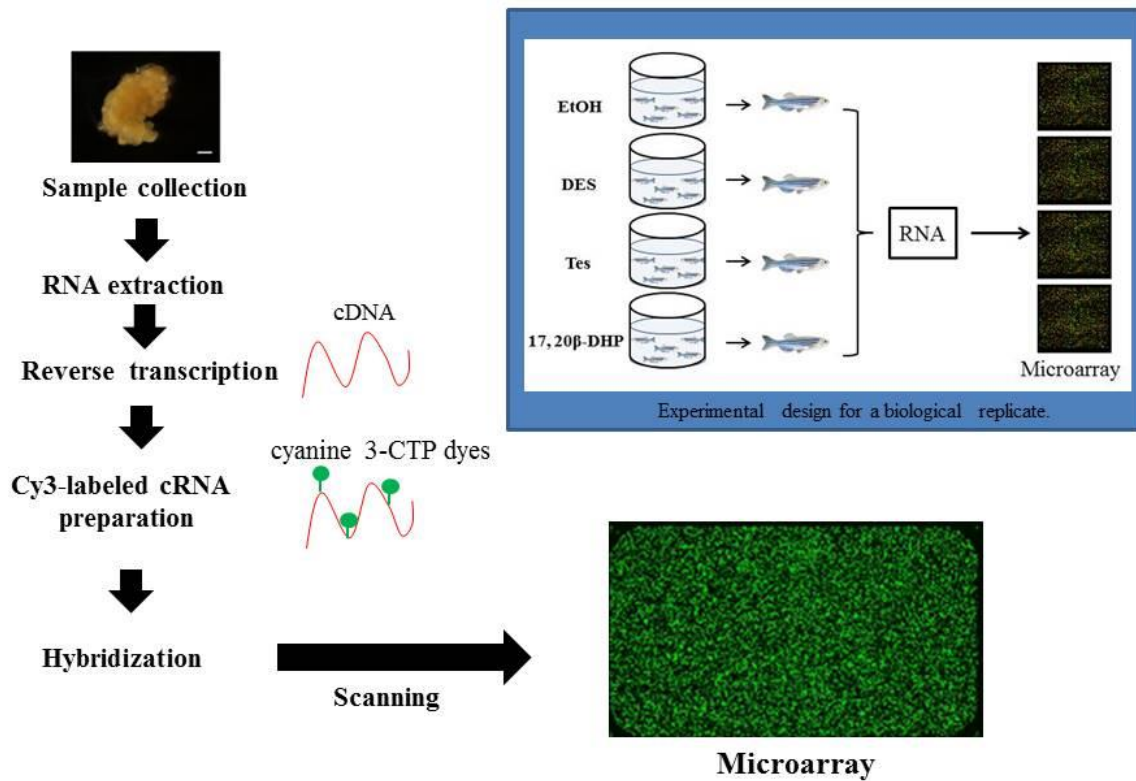 Sample collection
RNA extraction
Reverse transcription
cDNA
cyanine 3-CTP dyes
Cy3-labeled cRNA
preparation
Hybridization
Scanning
Microarray
EtOH
DES
Tes
17, 20β-DHP
RNA
Microarray
Experimental design for a biological replicate.